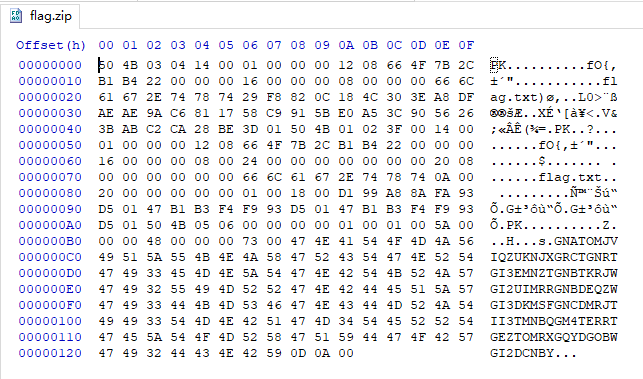 flag.zip
Offset(h) 00 01 02 03 04 05 06 07 08 09 0A 0B 0C 0D 0E 0F
00000000 50 4B 03 04 14 00 01 00 00 00 12 08 66 4F 7B 2C PK..........fO{,
00000010 B1 B4 22 00 00 00 16 00 00 00 08 00 00 00 66 6C ±´"...........fl
00000020 61 67 2E 74 78 74 29 F8 82 0C 18 4C 30 3E A8 DF ag.txt)ø‚..L0>¨ß
00000030 AE AE 9A C6 81 17 58 C9 91 5B E0 A5 3C 90 56 26 ®®šÆ..XÉ‘[à¥<.V&
00000040 3B AB C2 CA 28 BE 3D 01 50 4B 01 02 3F 00 14 00 ;«ÂÊ(¾=.PK..?...
00000050 01 00 00 00 12 08 66 4F 7B 2C B1 B4 22 00 00 00 ......fO{,±´"...
00000060 16 00 00 00 08 00 24 00 00 00 00 00 00 00 20 08 ......$....... .
00000070 00 00 00 00 00 00 66 6C 61 67 2E 74 78 74 0A 00 ......flag.txt..
00000080 20 00 00 00 00 00 01 00 18 00 D1 99 A8 8A FA 93  .........Ñ™¨Šú“
00000090 D5 01 47 B1 B3 F4 F9 93 D5 01 47 B1 B3 F4 F9 93 Õ.G±³ôù“Õ.G±³ôù“
000000A0 D5 01 50 4B 05 06 00 00 00 00 01 00 01 00 5A 00 Õ.PK..........Z.
000000B0 00 00 48 00 00 00 73 00 47 4E 41 54 4F 4D 4A 56 ..H...s.GNATOMJV
000000C0 49 51 5A 55 4B 4E 4A 58 47 52 43 54 47 4E 52 54 IQZUKNJXGRCTGNRT
000000D0 47 49 33 45 4D 4E 5A 54 47 4E 42 54 4B 52 4A 57 GI3EMNZTGNBTKRJW
000000E0 47 49 32 55 49 4D 52 52 47 4E 42 44 45 51 5A 57 GI2UIMRRGNBDEQZW
000000F0 47 49 33 44 4B 4D 53 46 47 4E 43 44 4D 52 4A 54 GI3DKMSFGNCDMRJT
00000100 49 49 33 54 4D 4E 42 51 47 4D 34 54 45 52 52 54 II3TMNBQGM4TERRT
00000110 47 45 5A 54 4F 4D 52 58 47 51 59 44 47 4F 42 57 GEZTOMRXGQYDGOBW
00000120 47 49 32 44 43 4E 42 59 0D 0A 00 GI2DCNBY...